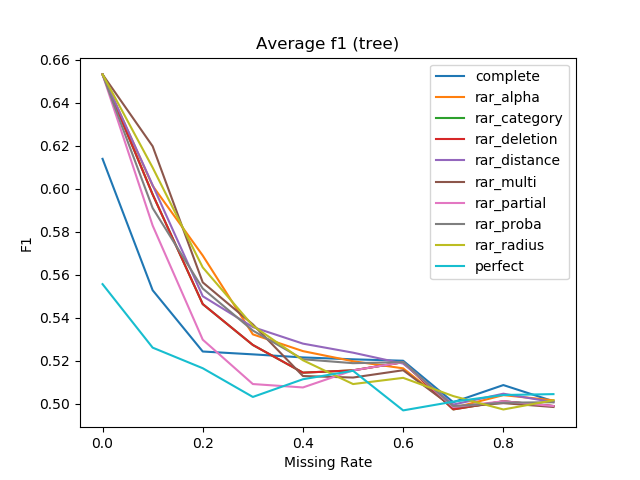 Average f1 (tree)
F1
0.66
0.64
0.62
0.60
0.58
0.56
0.54
0.52
0.50
complete
rar_alpha
rar_category
rar_deletion
rar_distance
rar_multi
rar_partial
rar_proba
rar_radius
perfect
0.0 0.2 0.4 0.6 0.8
Missing Rate